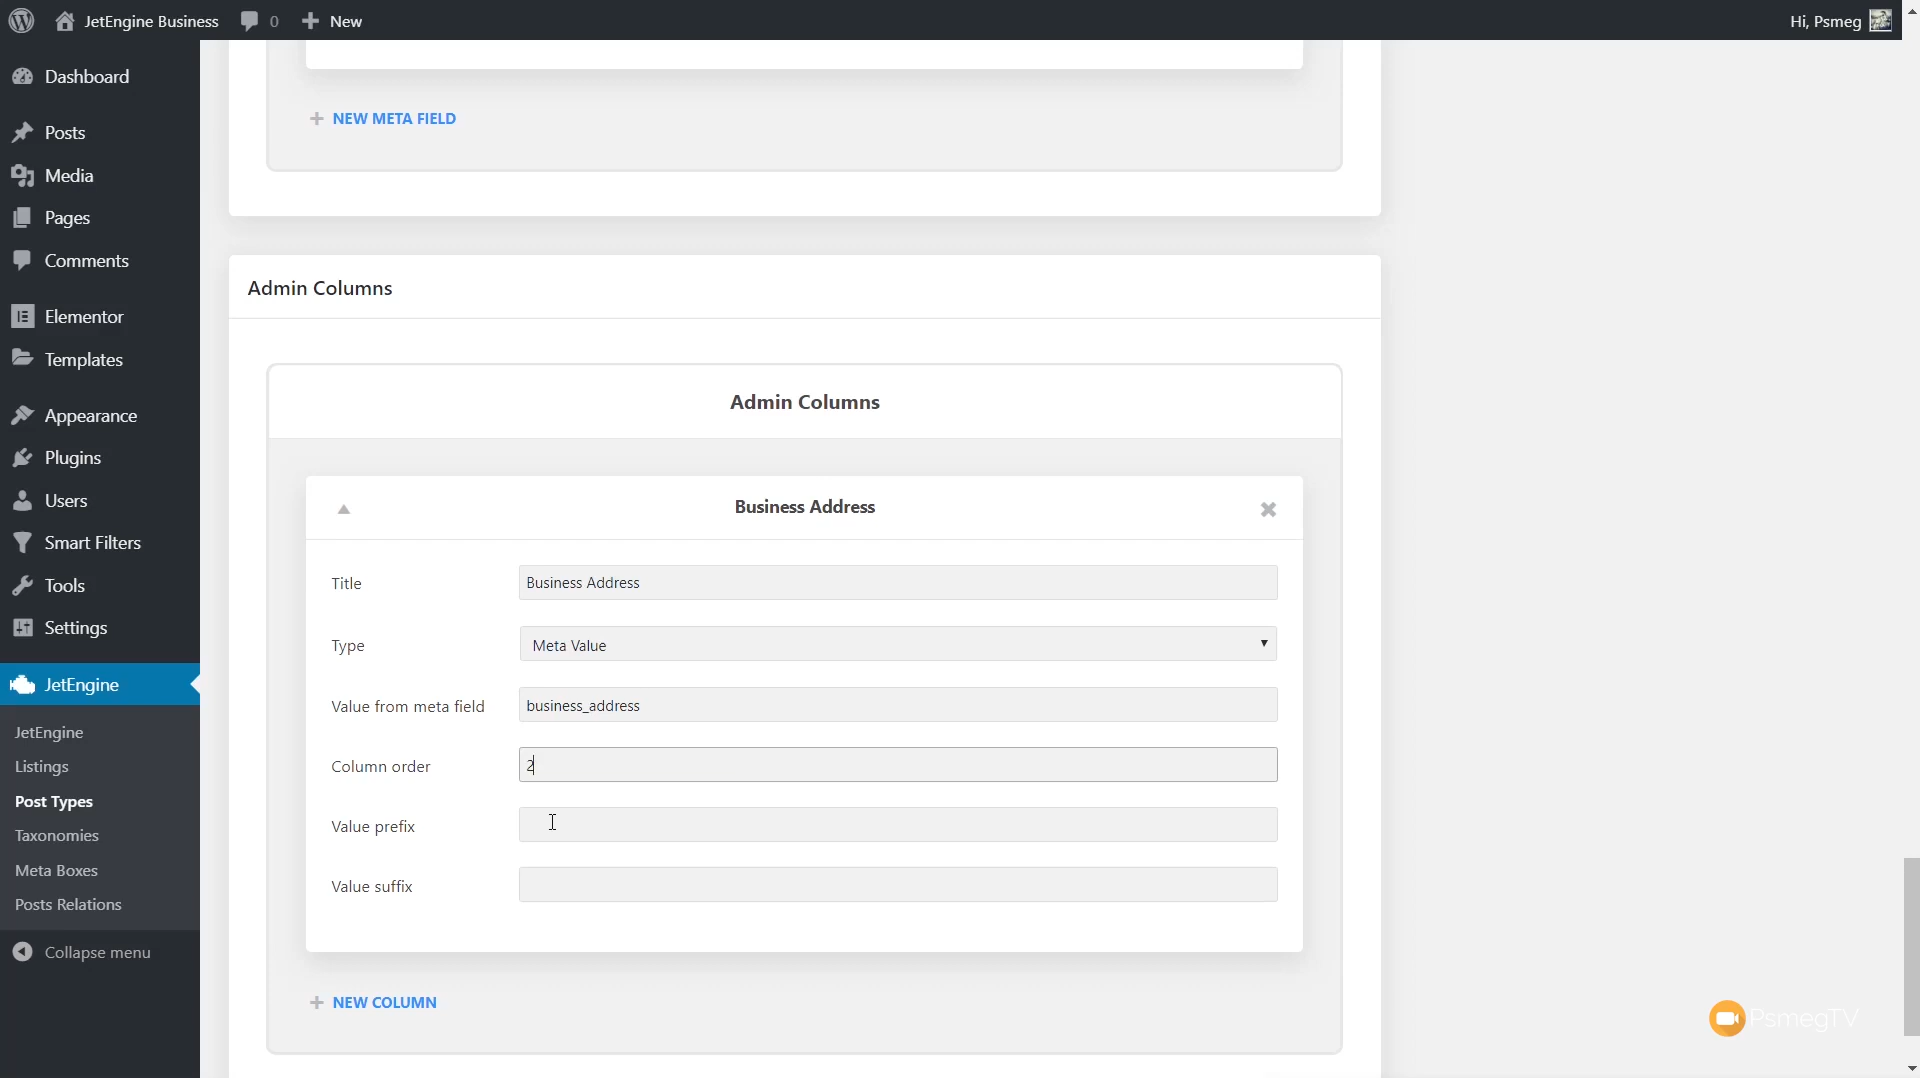 JetEngine Business 0 New Hi, Psmeg
Dashboard
Posts
Media
Pages
Comments
Elementor
Templates
Appearance
Plugins
Users
Smart Filters
Tools
Settings
JetEngine
JetEngine
Listings
Post Types
Taxonomies
Meta Boxes
Posts Relations
Collapse menu
NEW META FIELD
Admin Columns
Admin Columns
Business Address
Title Business Address
Type Meta Value
Value from meta field business_address
Column order 2
Value prefix
Value suffix
NEW COLUMN
PsmegTV